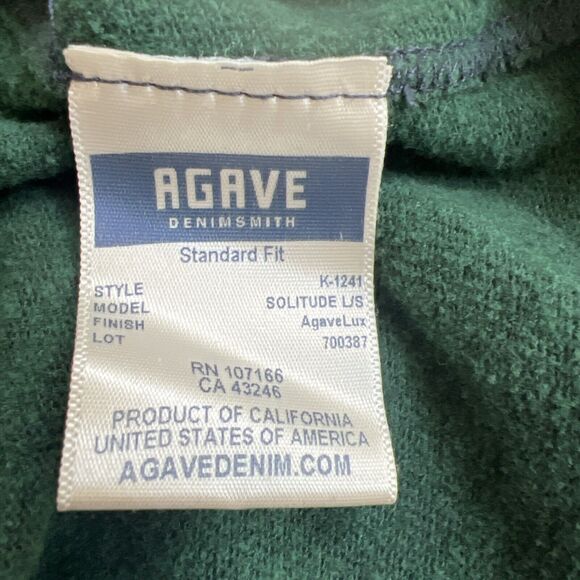 AGAVE
DENIMSMITH
Standard Fit
STYLE K-1241
MODEL SOLITUDE L/S
FINISH AgaveLux
LOT 700387
RN 107166
CA 43246
PRODUCT OF CALIFORNIA
UNITED STATES OF AMERICA
AGAVEDENIM.COM